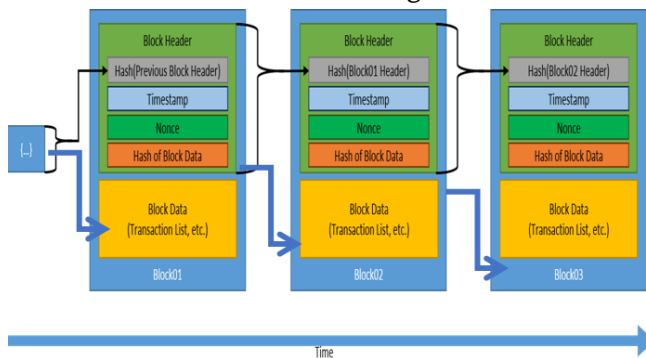 {...}
Block Header
Hash(Previous Block Header)
Timestamp
Nonce
Hash of Block Data
Block Data
(Transaction List, etc.)
Block01
Block Header
Hash(Block01 Header)
Timestamp
Nonce
Hash of Block Data
Block Data
(Transaction List, etc.)
Block02
Block Header
Hash(Block02 Header)
Timestamp
Nonce
Hash of Block Data
Block Data
(Transaction List, etc.)
Block03
Time